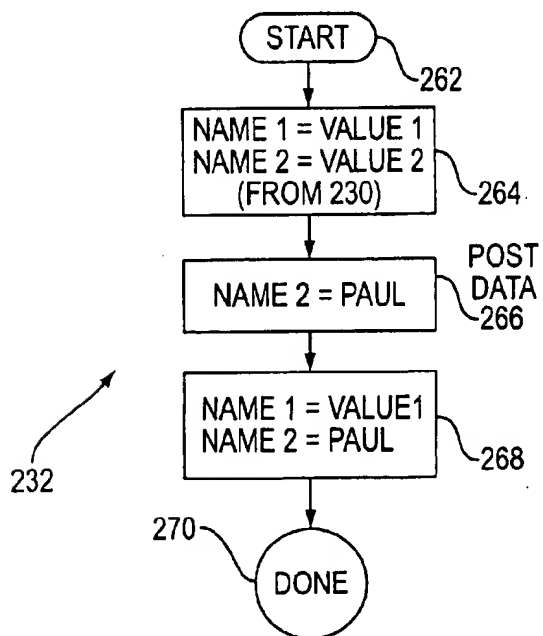 START
262
NAME 1 = VALUE 1
NAME 2 = VALUE 2
(FROM 230)
264
POST
DATA
NAME 2 = PAUL
266
NAME 1 = VALUE1
NAME 2 = PAUL
268
232
270
DONE